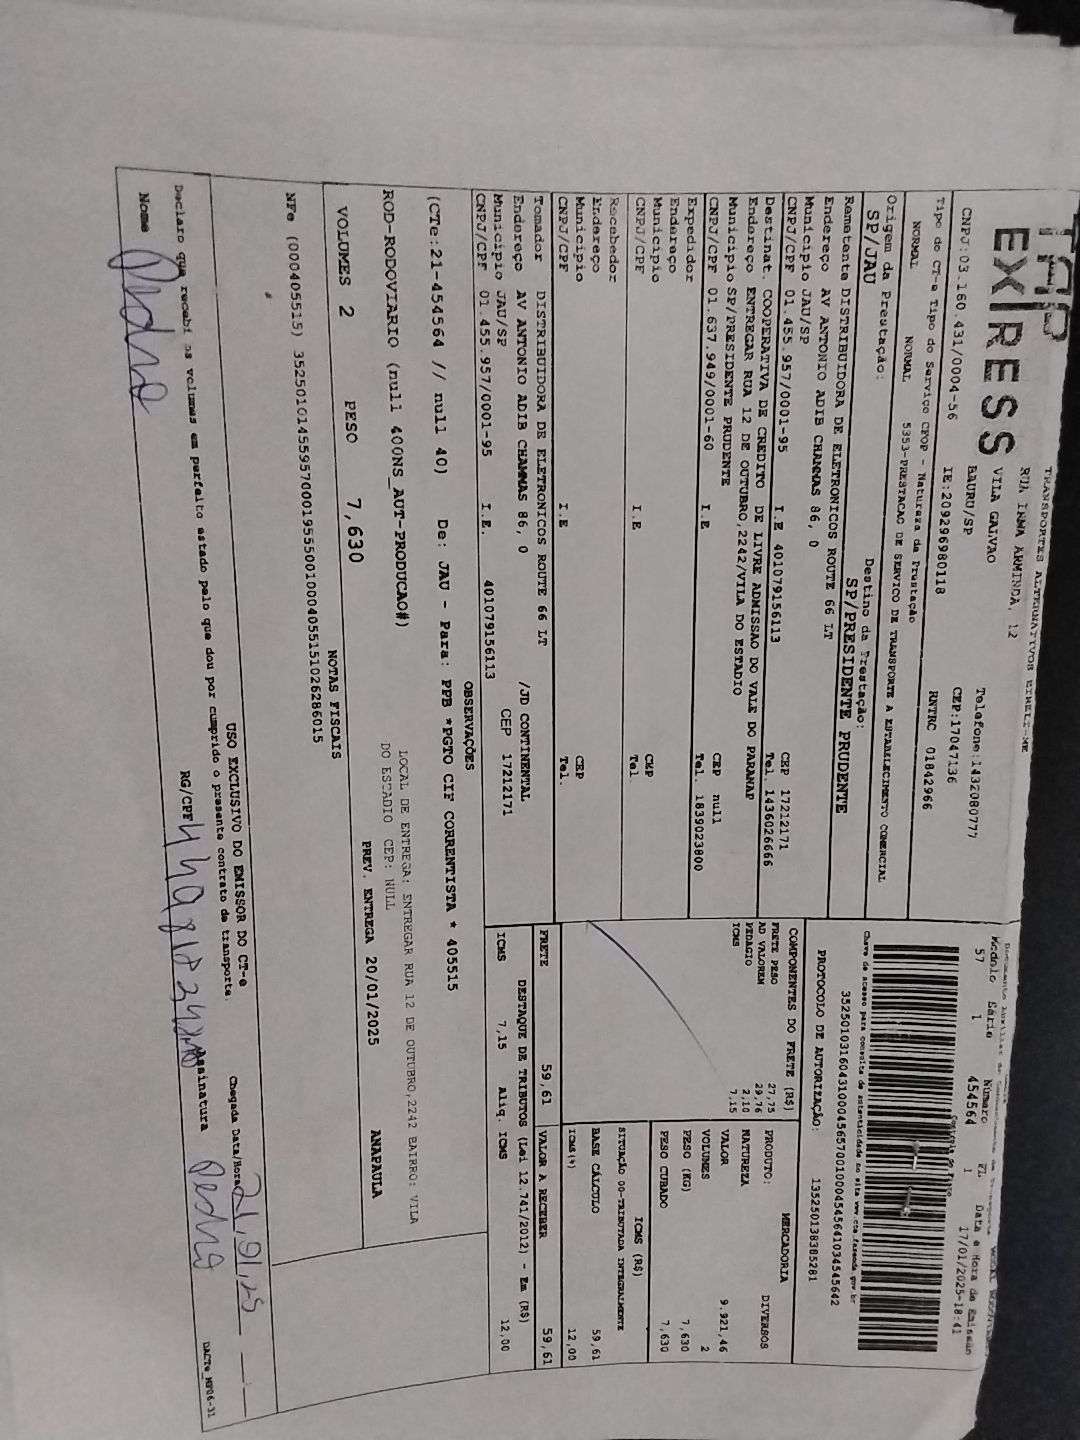 TAP
EX|RESS
TRANSPORTES ALTERNATIVOS EIRELI-ME
RUA IRMA ARMINDA, 12
VILA GALVAO
BAURU/SP
Telefone:1432080777
CEP:17047136
CNPJ:03.160.431/0004-56 IE:209296980118 RNTRC 01842966
Modelo Série Número FL Data e Hora de Emissão
57 1 454564 1 17/01/2025-18:41
Controle do Fisco
Tipo do CT-e Tipo do Serviço CFOP - Natureza da Prestação
NORMAL NORMAL 5353-PRESTACAO DE SERVICO DE TRANSPORTE A ESTABELECIMENTO COMERCIAL
Chave de acesso para consulta de autenticidade no site www.cte.fazenda.gov.br
Origem da Prestação: Destino da Prestação:
SP/JAU SP/PRESIDENTE PRUDENTE
PROTOCOLO DE AUTORIZAÇÃO: 135250138385281
Remetente DISTRIBUIDORA DE ELETRONICOS ROUTE 66 LT
Endereço AV ANTONIO ADIB CHAMMAS 86, 0
Município JAU/SP CEP 17212171
CNPJ/CPF 01.455.957/0001-95 I.E 401079156113 Tel. 1436026666
Destinat. COOPERATIVA DE CREDITO DE LIVRE ADMISSAO DO VALE DO PARANAP
Endereço ENTREGAR RUA 12 DE OUTUBRO,2242/VILA DO ESTADIO
Município SP/PRESIDENTE PRUDENTE CEP null
CNPJ/CPF 01.637.949/0001-60 I.E Tel. 1839023800
Expedidor
Endereço
Município CEP
CNPJ/CPF I.E Tel.
Recebedor
Endereço
Município CEP
CNPJ/CPF I.E Tel.
COMPONENTES DO FRETE (R$)
FRETE PESO 27,75
AD VALOREM 29,76
PEDAGIO 2,10
ICMS 7,15
MERCADORIA
PRODUTO: DIVERSOS
NATUREZA
VALOR 9.921,46
VOLUMES 2
PESO (KG) 7,630
PESO CUBADO 7,630
ICMS (R$)
SITUAÇÃO 00-TRIBUTADA INTEGRALMENTE
BASE CÁLCULO 59,61
ICMS(%) 12,00
Tomador DISTRIBUIDORA DE ELETRONICOS ROUTE 66 LT
Endereço AV ANTONIO ADIB CHAMMAS 86, 0 /JD CONTINENTAL
Município JAU/SP CEP 17212171
CNPJ/CPF 01.455.957/0001-95 I.E. 401079156113
FRETE 59,61 VALOR A RECEBER 59,61
DESTAQUE DE TRIBUTOS (Lei 12.741/2012) - Em (R$)
ICMS 7,15 Aliq. ICMS 12,00
OBSERVAÇÕES
(CTe:21-454564 // null 40) De: JAU - Para: PPB *PGTO CIF CORRENTISTA * 405515
LOCAL DE ENTREGA: ENTREGAR RUA 12 DE OUTUBRO,2242 BAIRRO: VILA
DO ESTADIO CEP: NULL
ROD-RODOVIARIO (null 400NS_AUT-PRODUCAO#)
PREV. ENTREGA 20/01/2025 ANAPAULA
VOLUMES 2 PESO 7,630
NOTAS FISCAIS
USO EXCLUSIVO DO EMISSOR DO CT-e
Declaro que recebi os volumes em perfeito estado pelo que dou por cumprido o presente contrato de transporte.
Chegada Data/Hora 21,01,25
Nome Pedro RG/CPF Assinatura Pedro
DACTe_MP06-31